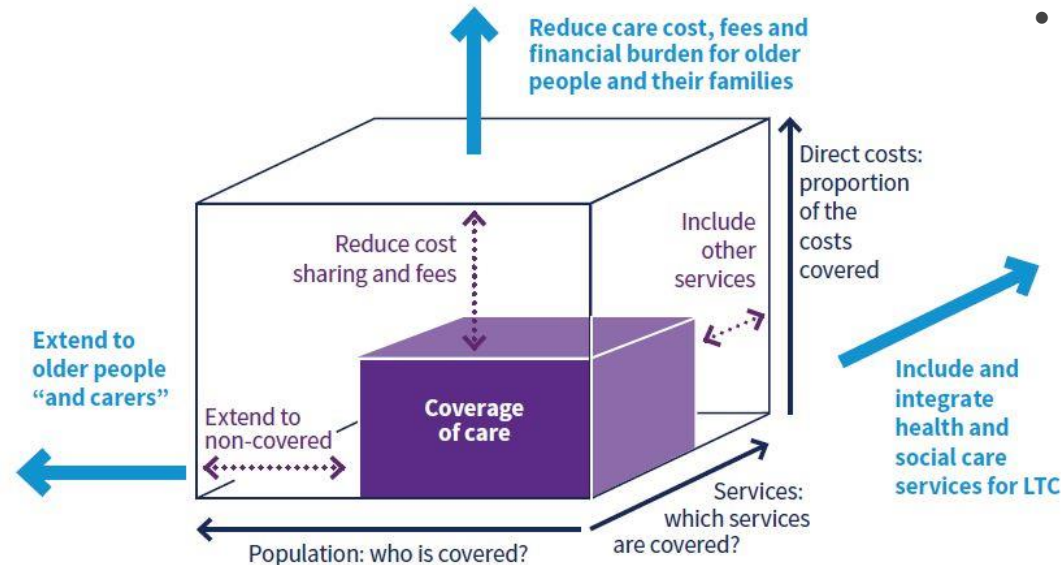 Reduce care cost, fees and
financial burden for older
people and their families
Direct costs:
proportion
of the
costs
covered
Include
other
services
Reduce cost
sharing and fees
Extend to
older people
“and carers”
Include and
integrate
health and
social care
services for LTC
Coverage
of care
Extend to
non-covered
Services:
which services
are covered?
Population: who is covered?